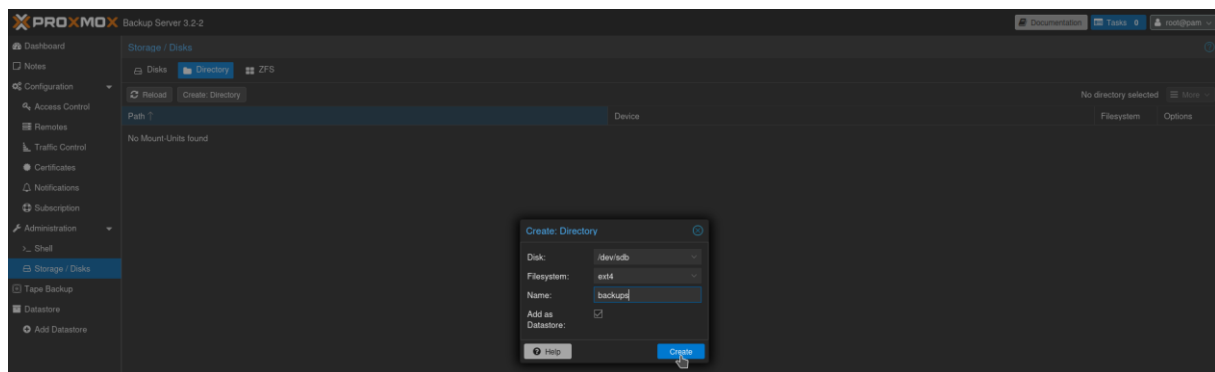 PROXMOX Backup Server 3.2-2
Documentation Tasks 0 root@pam
Dashboard
Notes
Configuration
Access Control
Remotes
Traffic Control
Certificates
Notifications
Subscription
Administration
Shell
Storage / Disks
Tape Backup
Datastore
Add Datastore
Storage / Disks
Disks Directory ZFS
Reload Create: Directory No directory selected More
Path Device Filesystem Options
No Mount-Units found
Create: Directory
Disk: /dev/sdb
Filesystem: ext4
Name: backups
Add as
Datastore:
Help Create